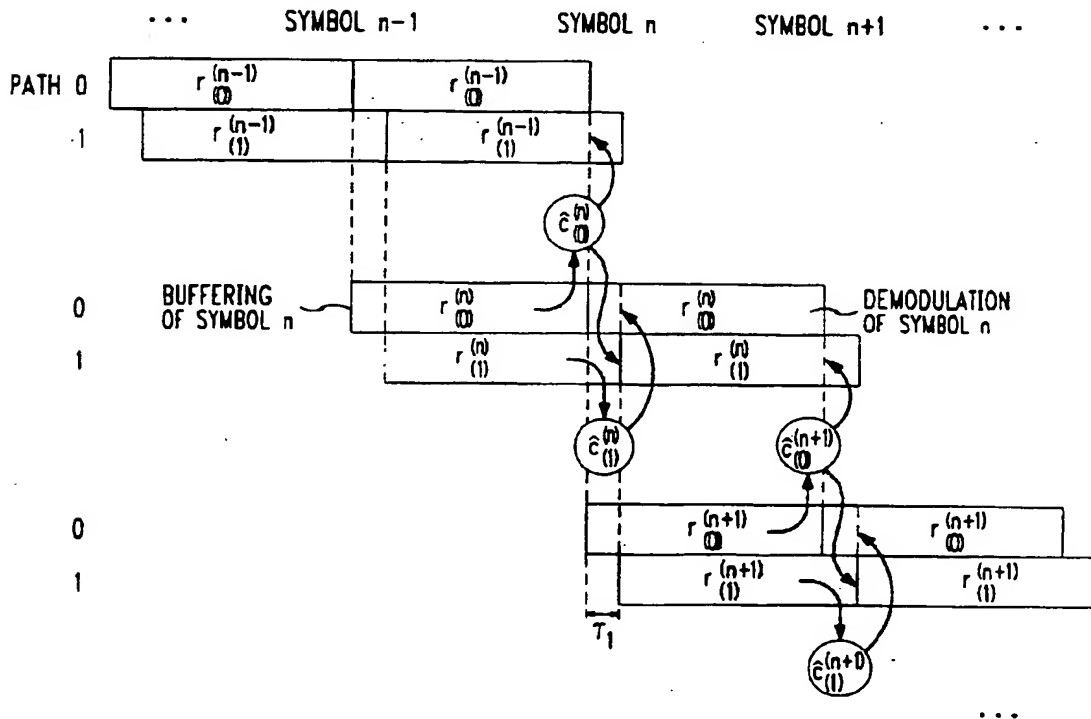 ... SYMBOL n-1 SYMBOL n SYMBOL n+1 ...
PATH 0 r(0)^(n-1) r(0)^(n-1)
1 r(1)^(n-1) r(1)^(n-1)
ĉ(0)^(n)
BUFFERING OF SYMBOL n
0 r(0)^(n) r(0)^(n)
DEMODULATION OF SYMBOL n
1 r(1)^(n) r(1)^(n)
ĉ(1)^(n) ĉ(0)^(n+1)
0 r(0)^(n+1) r(0)^(n+1)
1 r(1)^(n+1) r(1)^(n+1)
τ1
ĉ(1)^(n+1)
...